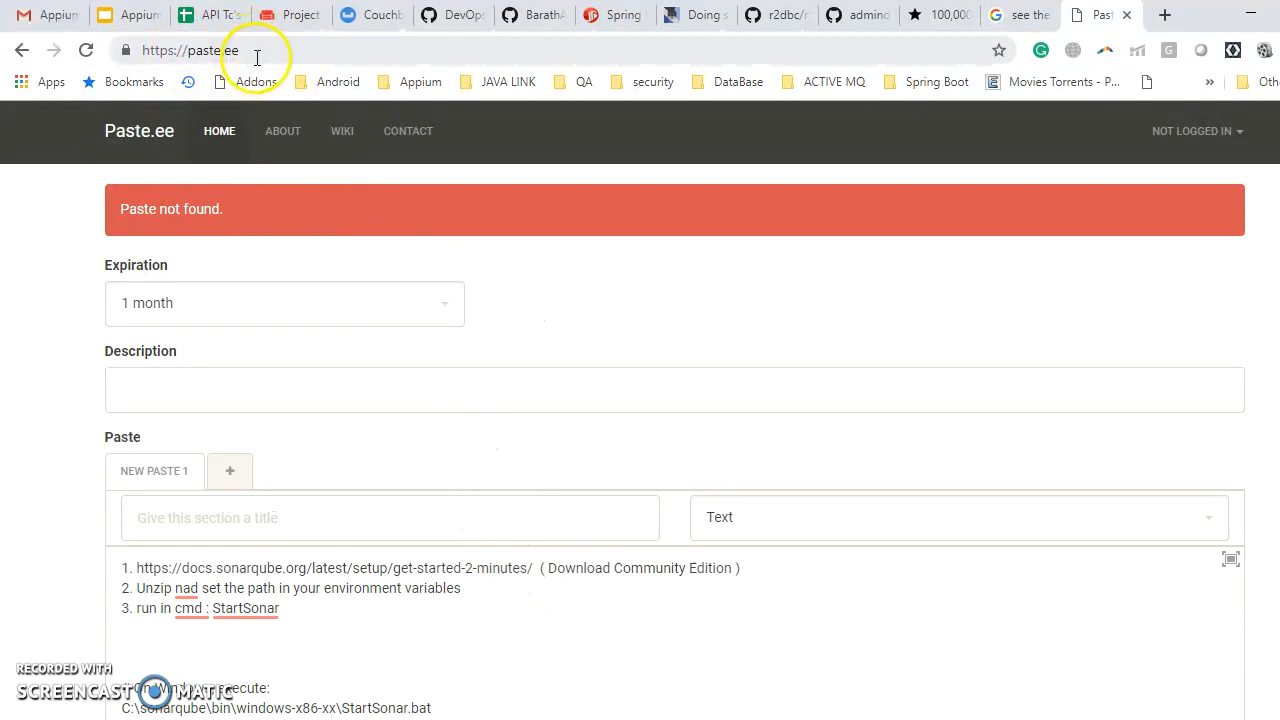 Appium API Tc's Project Couchb DevOps BarathA Spring Doing s r2dbc/r admind 100,000 see the Past
https://paste.ee
Apps Bookmarks Addons Android Appium JAVA LINK QA security DataBase ACTIVE MQ Spring Boot Movies Torrents - P... » Oth
Paste.ee HOME ABOUT WIKI CONTACT NOT LOGGED IN
Paste not found.
Expiration
1 month
Description
Paste
NEW PASTE 1 +
Give this section a title Text
1. https://docs.sonarqube.org/latest/setup/get-started-2-minutes/ ( Download Community Edition )
2. Unzip nad set the path in your environment variables
3. run in cmd : StartSonar
RECORDED WITH
SCREENCAST MATIC
execute:
C:\sonarqube\bin\windows-x86-xx\StartSonar.bat